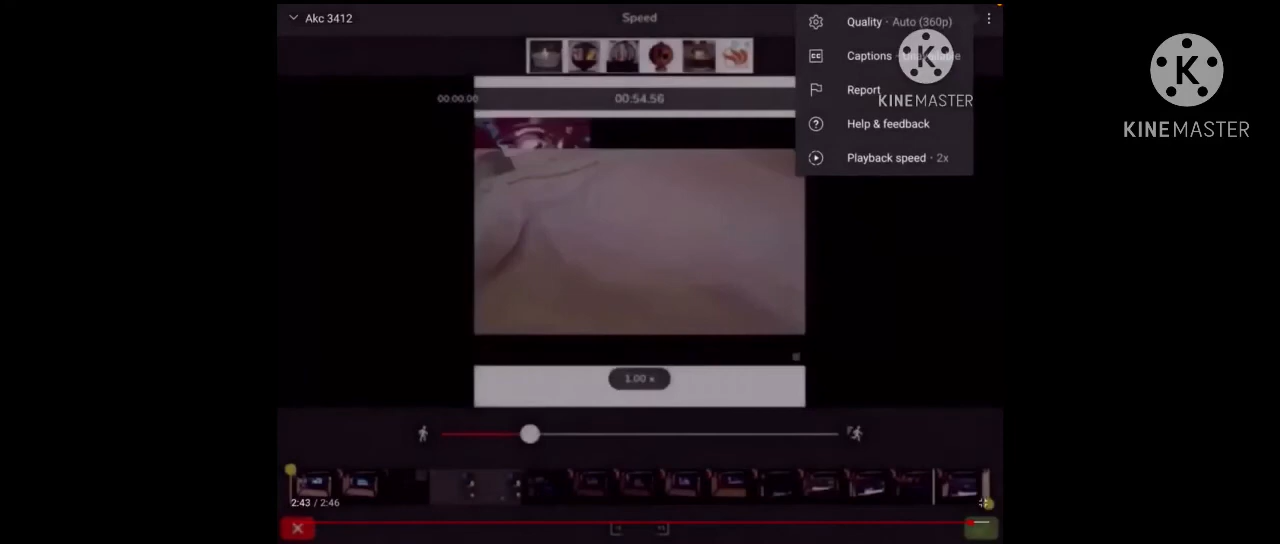 Akc 3412
Speed
Quality · Auto (360p)
Captions · Unavailable
Report
Help & feedback
Playback speed · 2x
K
KINEMASTER
K
KINEMASTER
00:00.00
00:54.56
1.00 x
2:43 / 2:46